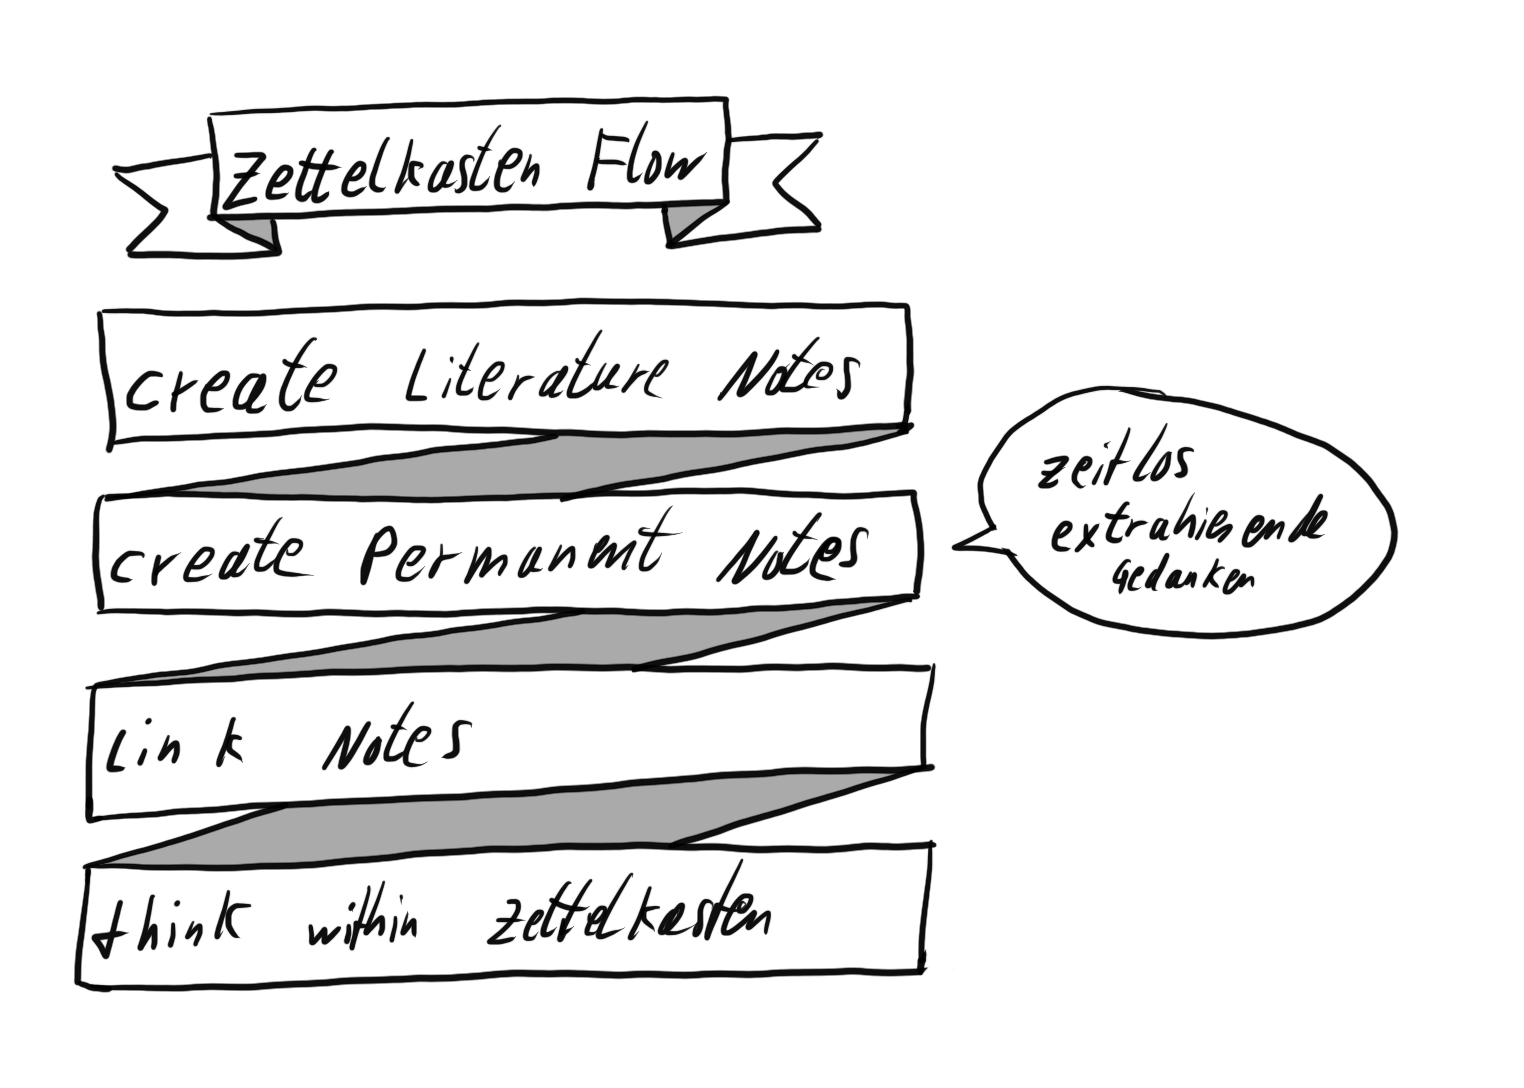 Zettelkasten Flow
create Literature Notes
create Permanent Notes
zeitlos
extrahierende
Gedanken
Link Notes
think within Zettelkasten